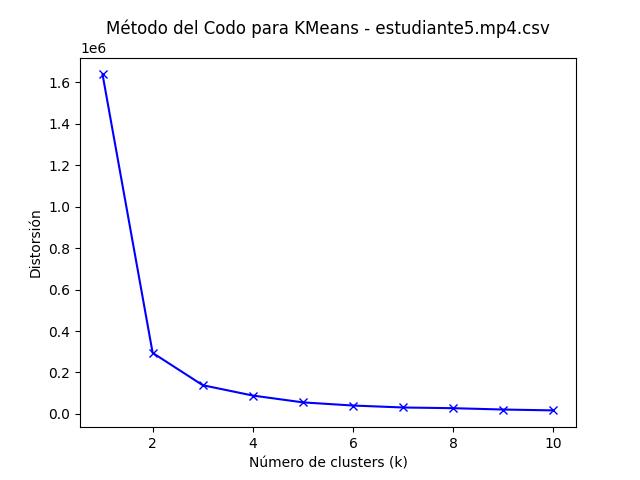 Método del Codo para KMeans - estudiante5.mp4.csv
1e6
1.6
1.4
1.2
1.0
0.8
0.6
0.4
0.2
0.0
Distorsión
2 4 6 8 10
Número de clusters (k)